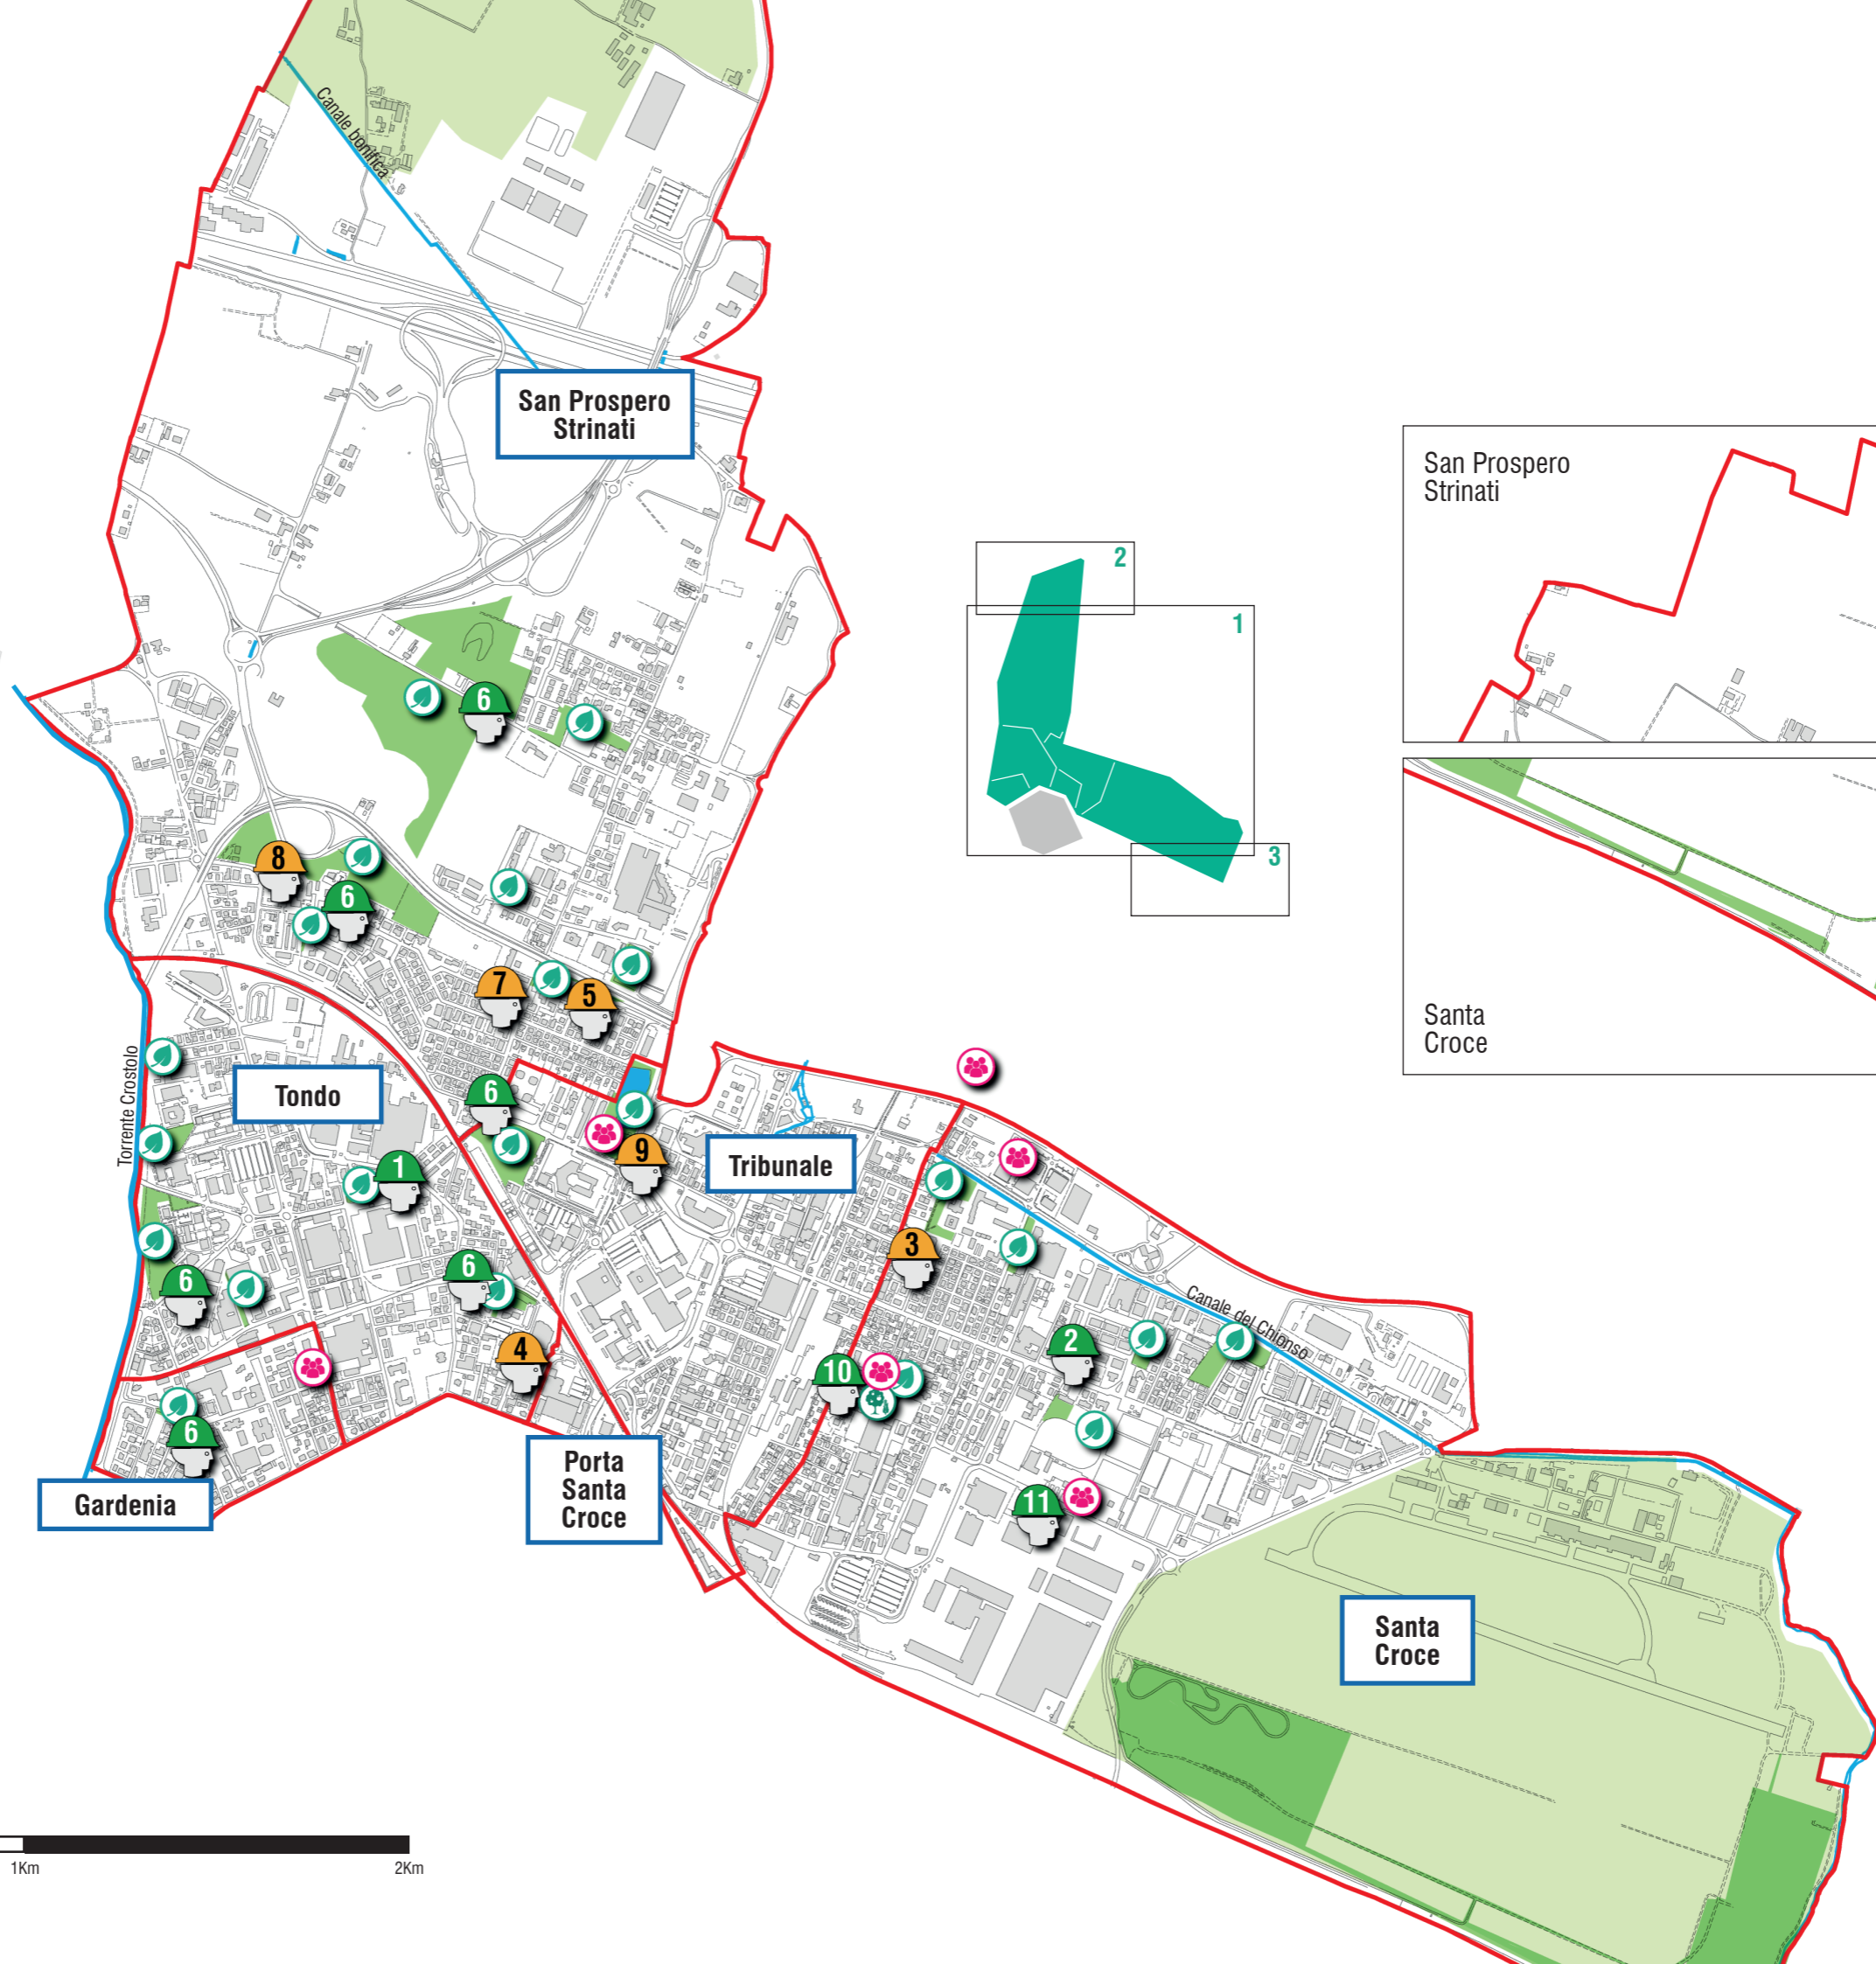 Canale bonifica
San Prospero
Strinati
San Prospero
Strinati
2
1
3
6
8
6
7
5
Santa
Croce
Torrente Crostolo
Tondo
6
9
Tribunale
1
3
6
6
Canale del Chionso
4
2
10
6
Gardenia
Porta
Santa
Croce
11
Santa
Croce
1Km
2Km